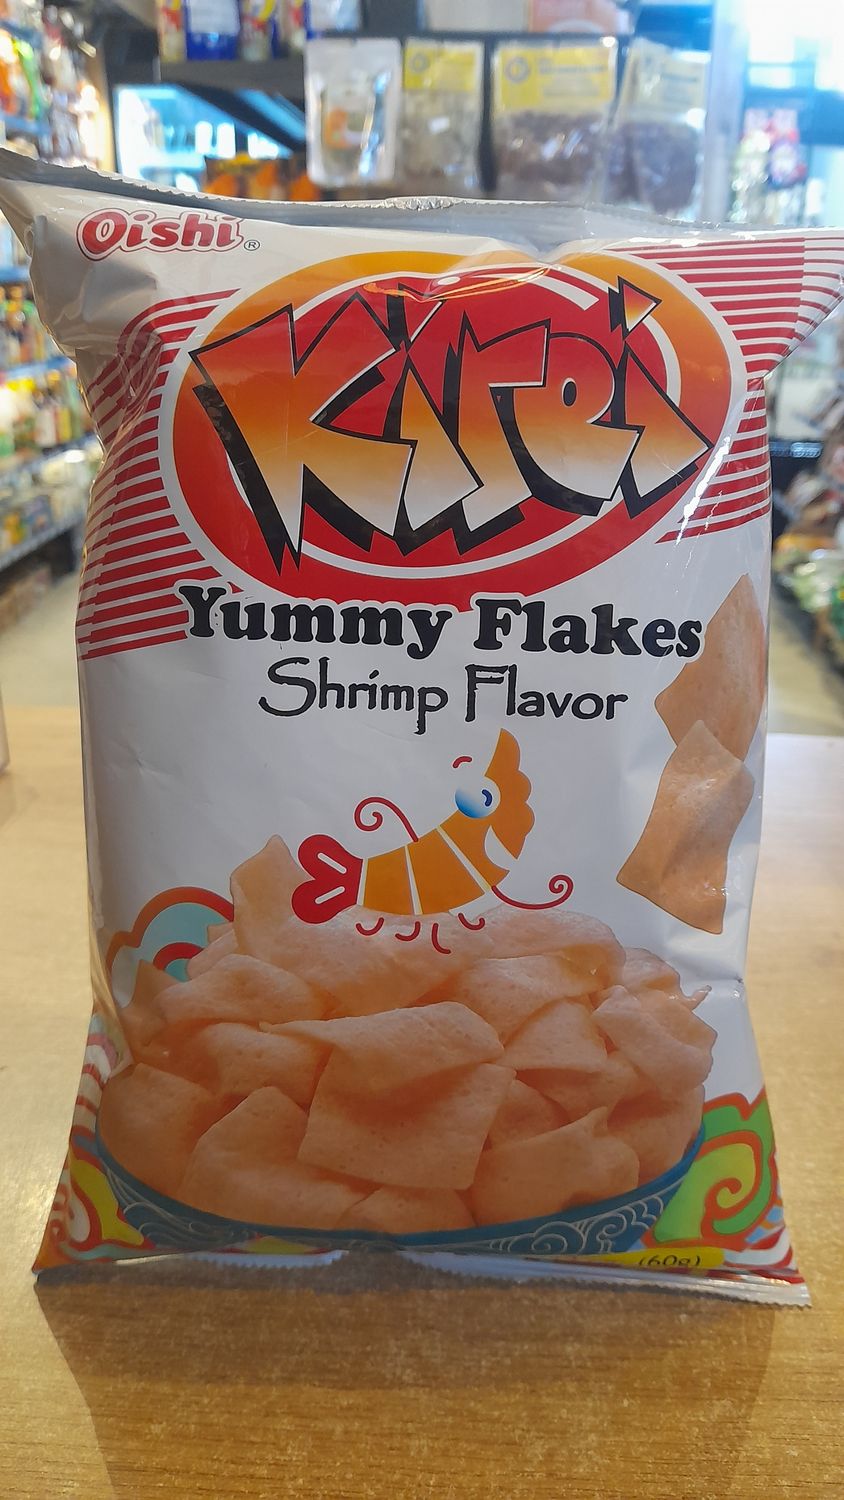 Oishi®
Kirei
Yummy Flakes
Shrimp Flavor
(60g)